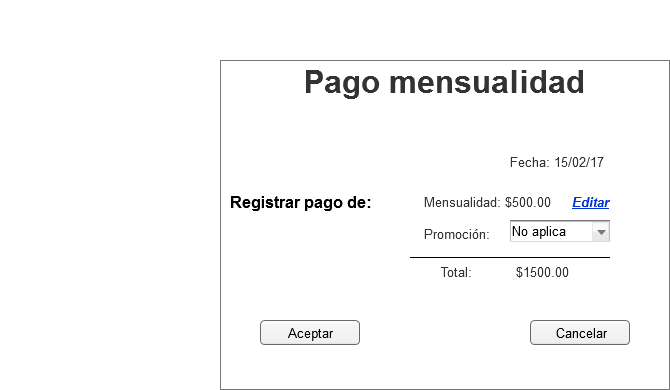 Pago mensualidad
Fecha: 15/02/17
Registrar pago de: Mensualidad: $500.00 Editar
Promoción: No aplica
Total: $1500.00
Aceptar Cancelar